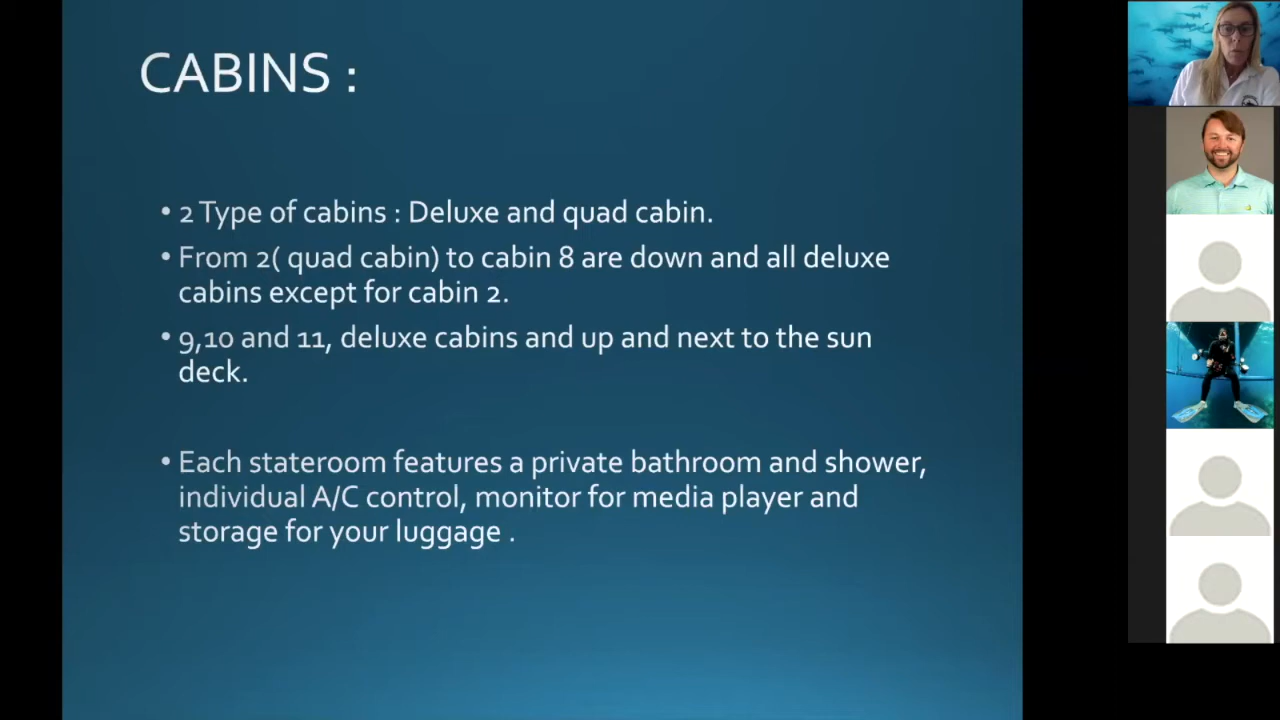 CABINS :
• 2 Type of cabins : Deluxe and quad cabin.
• From 2( quad cabin) to cabin 8 are down and all deluxe
cabins except for cabin 2.
• 9,10 and 11, deluxe cabins and up and next to the sun
deck.
• Each stateroom features a private bathroom and shower,
individual A/C control, monitor for media player and
storage for your luggage .